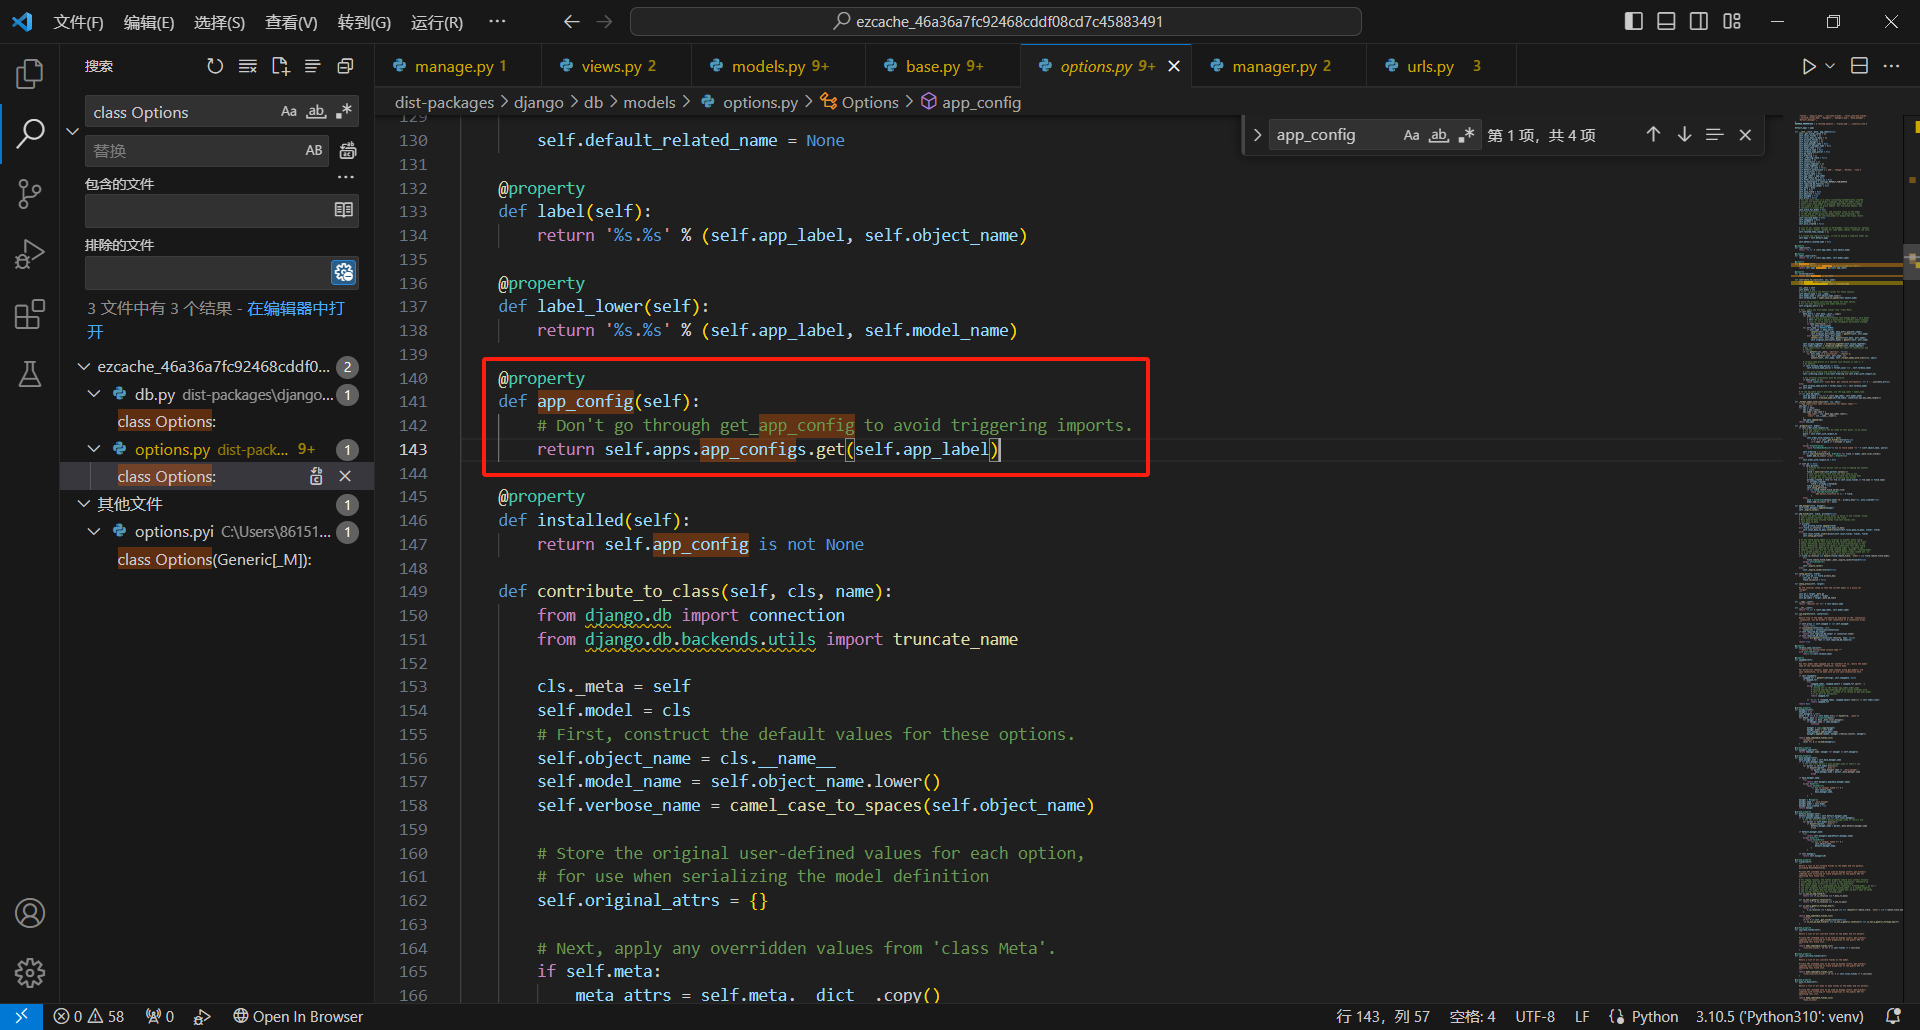 文件(F) 编辑(E) 选择(S) 查看(V) 转到(G) 运行(R) ··· ezcache_46a36a7fc92468cddf08cd7c45883491
搜索
class Options Aa ab
替换 AB
···
包含的文件
排除的文件
3 文件中有 3 个结果 - 在编辑器中打
开
ezcache_46a36a7fc92468cddf0... 2
db.py dist-packages\django... 1
class Options:
options.py dist-pack... 9+ 1
class Options:
其他文件 1
options.pyi C:\Users\86151... 1
class Options(Generic[_M]):
manage.py 1 views.py 2 models.py 9+ base.py 9+ options.py 9+ manager.py 2 urls.py 3
dist-packages > django > db > models > options.py > Options > app_config
app_config Aa ab 第 1 项，共 4 项
129
130 self.default_related_name = None
131
132 @property
133 def label(self):
134 return '%s.%s' % (self.app_label, self.object_name)
135
136 @property
137 def label_lower(self):
138 return '%s.%s' % (self.app_label, self.model_name)
139
140 @property
141 def app_config(self):
142 # Don't go through get_app_config to avoid triggering imports.
143 return self.apps.app_configs.get(self.app_label)
144
145 @property
146 def installed(self):
147 return self.app_config is not None
148
149 def contribute_to_class(self, cls, name):
150 from django.db import connection
151 from django.db.backends.utils import truncate_name
152
153 cls._meta = self
154 self.model = cls
155 # First, construct the default values for these options.
156 self.object_name = cls.__name__
157 self.model_name = self.object_name.lower()
158 self.verbose_name = camel_case_to_spaces(self.object_name)
159
160 # Store the original user-defined values for each option,
161 # for use when serializing the model definition
162 self.original_attrs = {}
163
164 # Next, apply any overridden values from 'class Meta'.
165 if self.meta:
166 meta_attrs = self.meta.__dict__.copy()
0 58 0 Open In Browser 行 143，列 57 空格: 4 UTF-8 LF Python 3.10.5 ('Python310': venv)